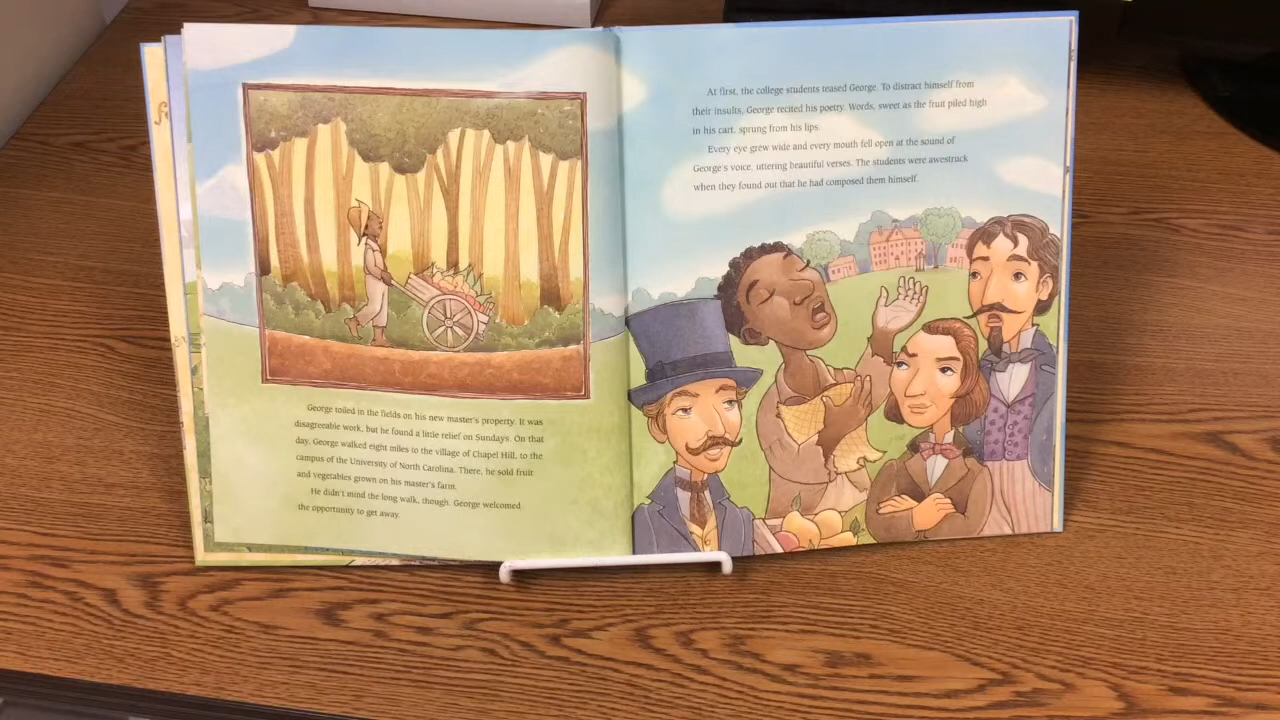 George toiled in the fields on his new master's property. It was
disagreeable work, but he found a little relief on Sundays. On that
day, George walked eight miles to the village of Chapel Hill, to the
campus of the University of North Carolina. There, he sold fruit
and vegetables grown on his master's farm.
He didn't mind the long walk, though. George welcomed
the opportunity to get away.
At first, the college students teased George. To distract himself from
their insults, George recited his poetry. Words, sweet as the fruit piled high
in his cart, sprung from his lips.
Every eye grew wide and every mouth fell open at the sound of
George's voice, uttering beautiful verses. The students were awestruck
when they found out that he had composed them himself.